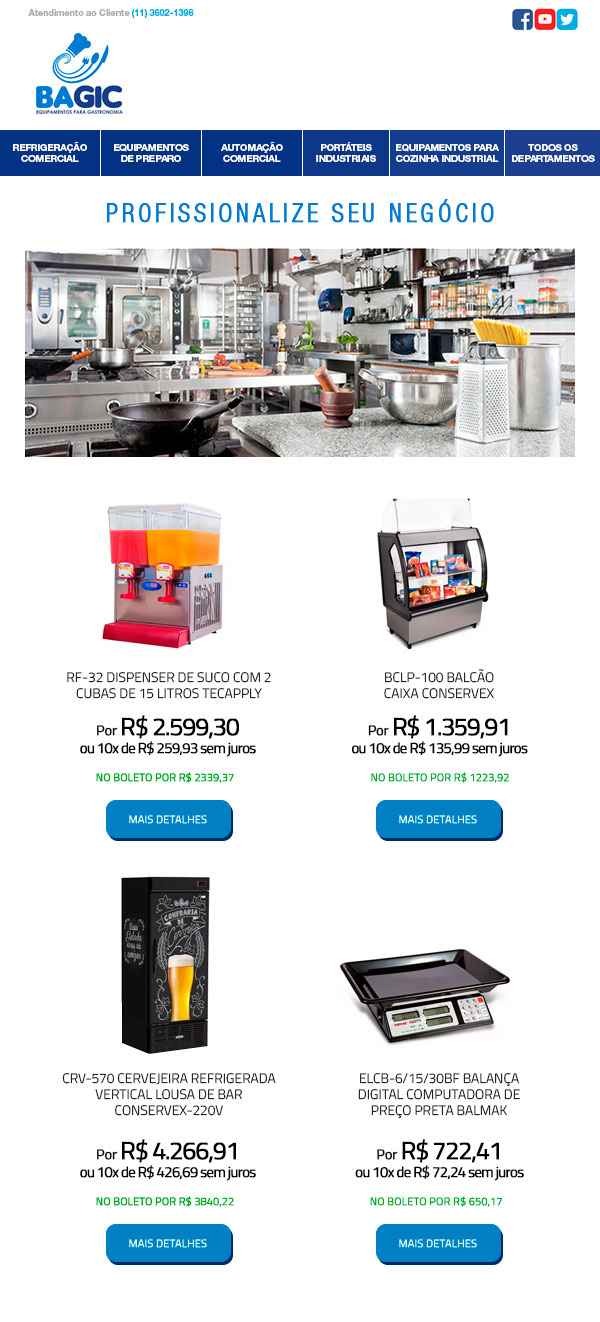 Atendimento ao Cliente (11) 3602-1396
BAGIC
EQUIPAMENTOS PARA GASTRONOMIA
REFRIGERAÇÃO
COMERCIAL
EQUIPAMENTOS
DE PREPARO
AUTOMAÇÃO
COMERCIAL
PORTÁTEIS
INDUSTRIAIS
EQUIPAMENTOS PARA
COZINHA INDUSTRIAL
TODOS OS
DEPARTAMENTOS
PROFISSIONALIZE SEU NEGÓCIO
RF-32 DISPENSER DE SUCO COM 2
CUBAS DE 15 LITROS TECAPPLY
Por R$ 2.599,30
ou 10x de R$ 259,93 sem juros
NO BOLETO POR R$ 2339,37
MAIS DETALHES
BCLP-100 BALCÃO
CAIXA CONSERVEX
Por R$ 1.359,91
ou 10x de R$ 135,99 sem juros
NO BOLETO POR R$ 1223,92
MAIS DETALHES
CONFRARIA
DE
CRV-570 CERVEJEIRA REFRIGERADA
VERTICAL LOUSA DE BAR
CONSERVEX-220V
Por R$ 4.266,91
ou 10x de R$ 426,69 sem juros
NO BOLETO POR R$ 3840,22
MAIS DETALHES
ELCB-6/15/30BF BALANÇA
DIGITAL COMPUTADORA DE
PREÇO PRETA BALMAK
Por R$ 722,41
ou 10x de R$ 72,24 sem juros
NO BOLETO POR R$ 650,17
MAIS DETALHES